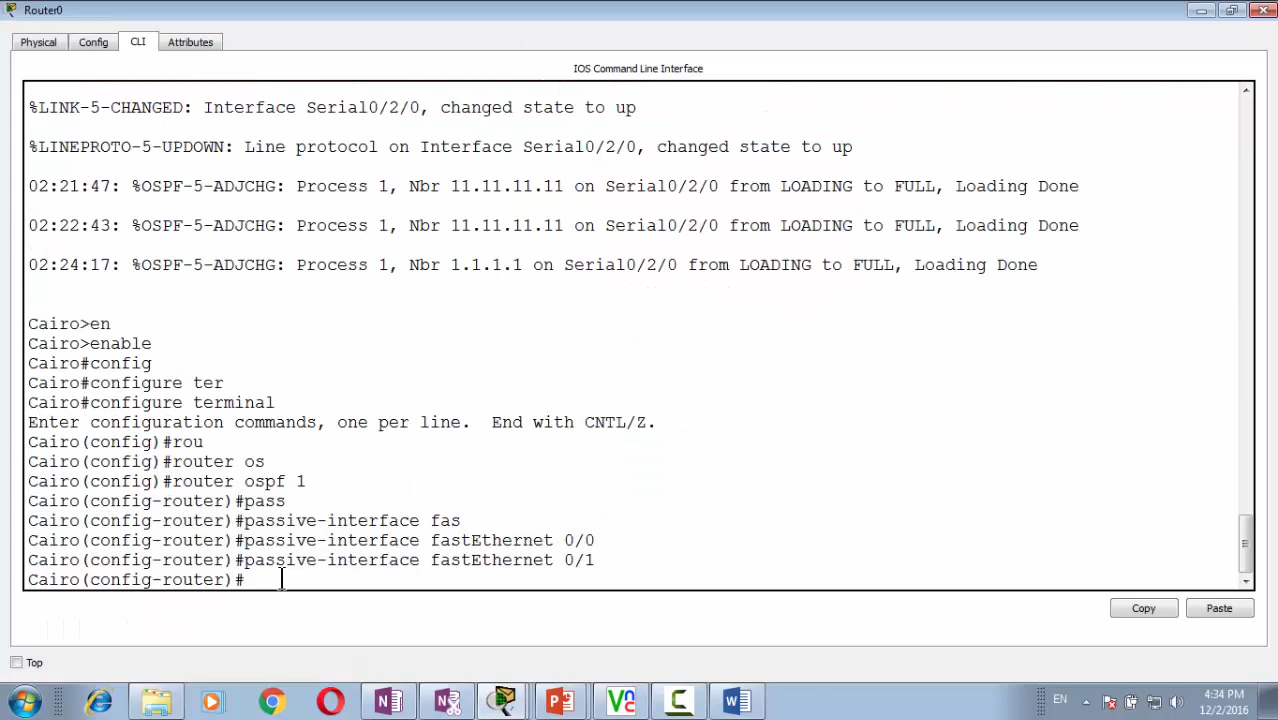 Router0
Physical Config CLI Attributes
IOS Command Line Interface
%LINK-5-CHANGED: Interface Serial0/2/0, changed state to up
%LINEPROTO-5-UPDOWN: Line protocol on Interface Serial0/2/0, changed state to up
02:21:47: %OSPF-5-ADJCHG: Process 1, Nbr 11.11.11.11 on Serial0/2/0 from LOADING to FULL, Loading Done
02:22:43: %OSPF-5-ADJCHG: Process 1, Nbr 11.11.11.11 on Serial0/2/0 from LOADING to FULL, Loading Done
02:24:17: %OSPF-5-ADJCHG: Process 1, Nbr 1.1.1.1 on Serial0/2/0 from LOADING to FULL, Loading Done
Cairo>en
Cairo>enable
Cairo#config
Cairo#configure ter
Cairo#configure terminal
Enter configuration commands, one per line.  End with CNTL/Z.
Cairo(config)#rou
Cairo(config)#router os
Cairo(config)#router ospf 1
Cairo(config-router)#pass
Cairo(config-router)#passive-interface fas
Cairo(config-router)#passive-interface fastEthernet 0/0
Cairo(config-router)#passive-interface fastEthernet 0/1
Cairo(config-router)#
Copy Paste
Top
EN 4:34 PM
12/2/2016